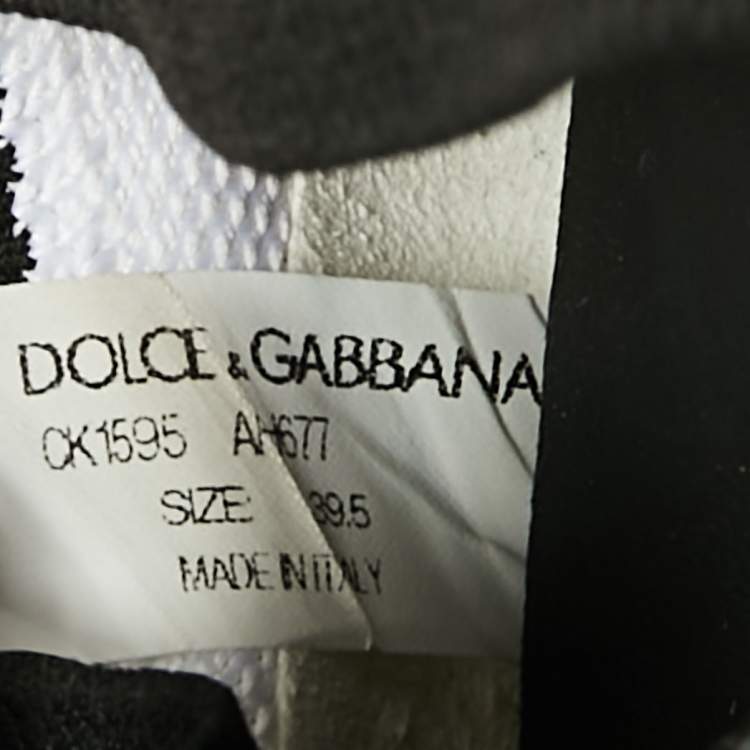 DOLCE & GABBANA
CK1595 AH677
SIZE: 39.5
MADE IN ITALY